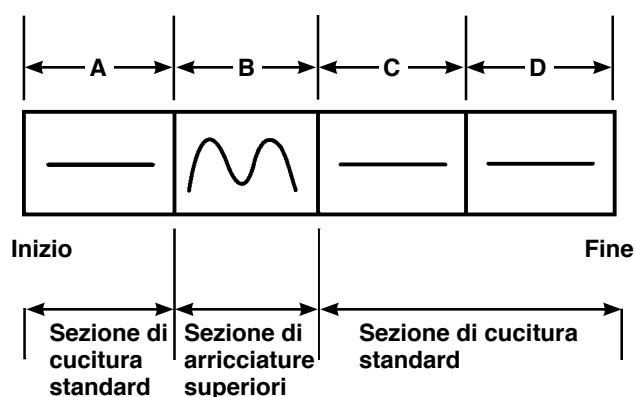 A B C D
Inizio Fine
Sezione di cucitura standard
Sezione di arricciature superiori
Sezione di cucitura standard